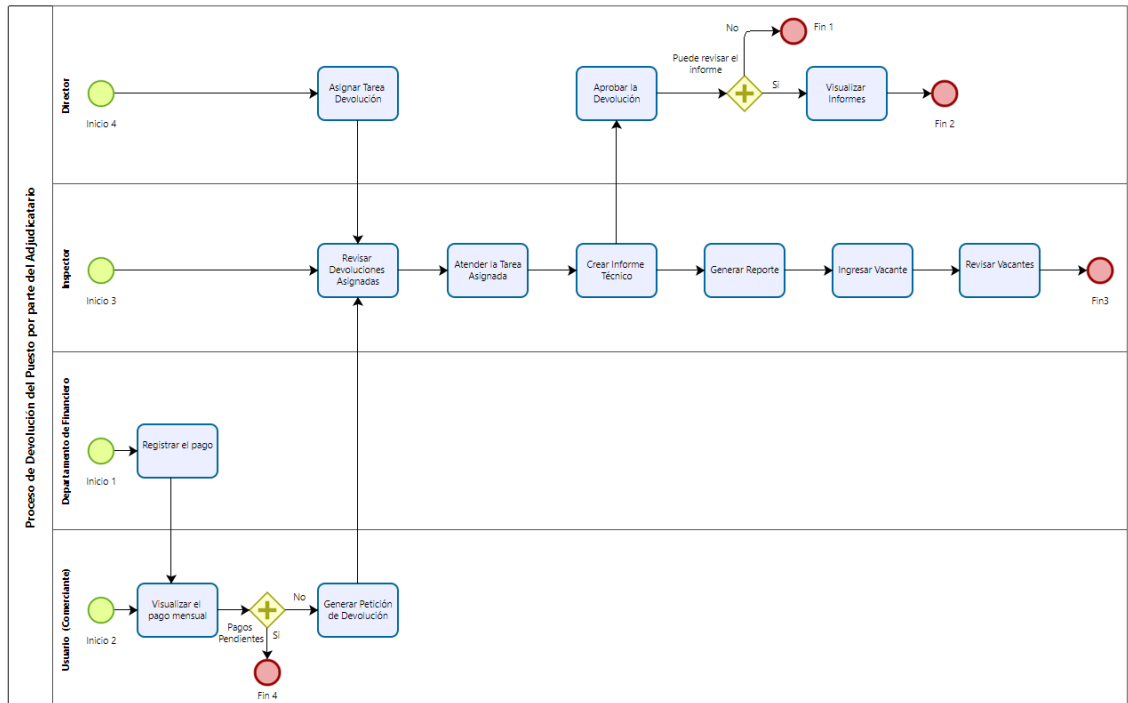 Proceso de Devolución del Puesto por parte del Adjudicatario
Director
Inicio 4
Asignar Tarea
Devolución
Aprobar la
Devolución
Puede revisar el
informe
No
Fin 1
Si
Visualizar
Informes
Fin 2
Inspector
Inicio 3
Revisar
Devoluciones
Asignadas
Atender la Tarea
Asignada
Crear Informe
Técnico
Generar Reporte
Ingresar Vacante
Revisar Vacantes
Fin3
Departamento de Financiero
Inicio 1
Registrar el pago
Usuario (Comerciante)
Inicio 2
Visualizar el
pago mensual
Pagos
Pendientes
No
Si
Fin 4
Generar Petición
de Devolución